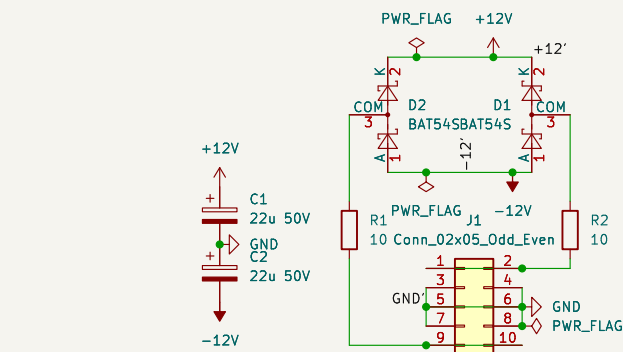 PWR_FLAG +12V
+12'
K 2 K 2
COM D2 D1 COM
3 BAT54S BAT54S 3
A 1 -12' A 1
+12V
PWR_FLAG -12V
+ C1
22u 50V
R1 J1 R2
10 Conn_02x05_Odd_Even 10
GND
+ C2
22u 50V
1 2
3 4
GND' 5 6 GND
7 8 PWR_FLAG
-12V
9 10